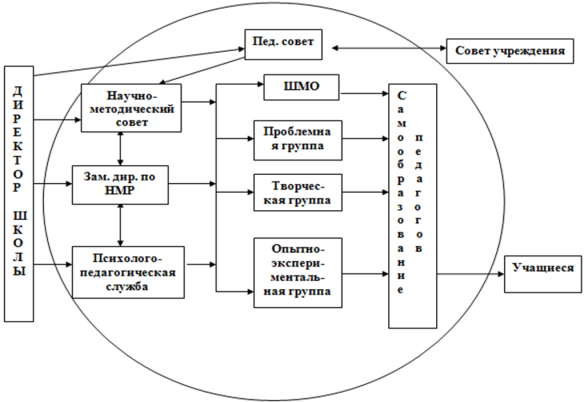 Пед. совет
Совет учреждения
ДИРЕКТОР ШКОЛЫ
Научно-
методический
совет
ШМО
Проблемна
я группа
Зам. дир. по
НМР
Творчес-
кая группа
Психолого-
педагогическая
служба
Опытно-
экспери-
менталь-
ная группа
Самообразование
педагогов
Учащиеся